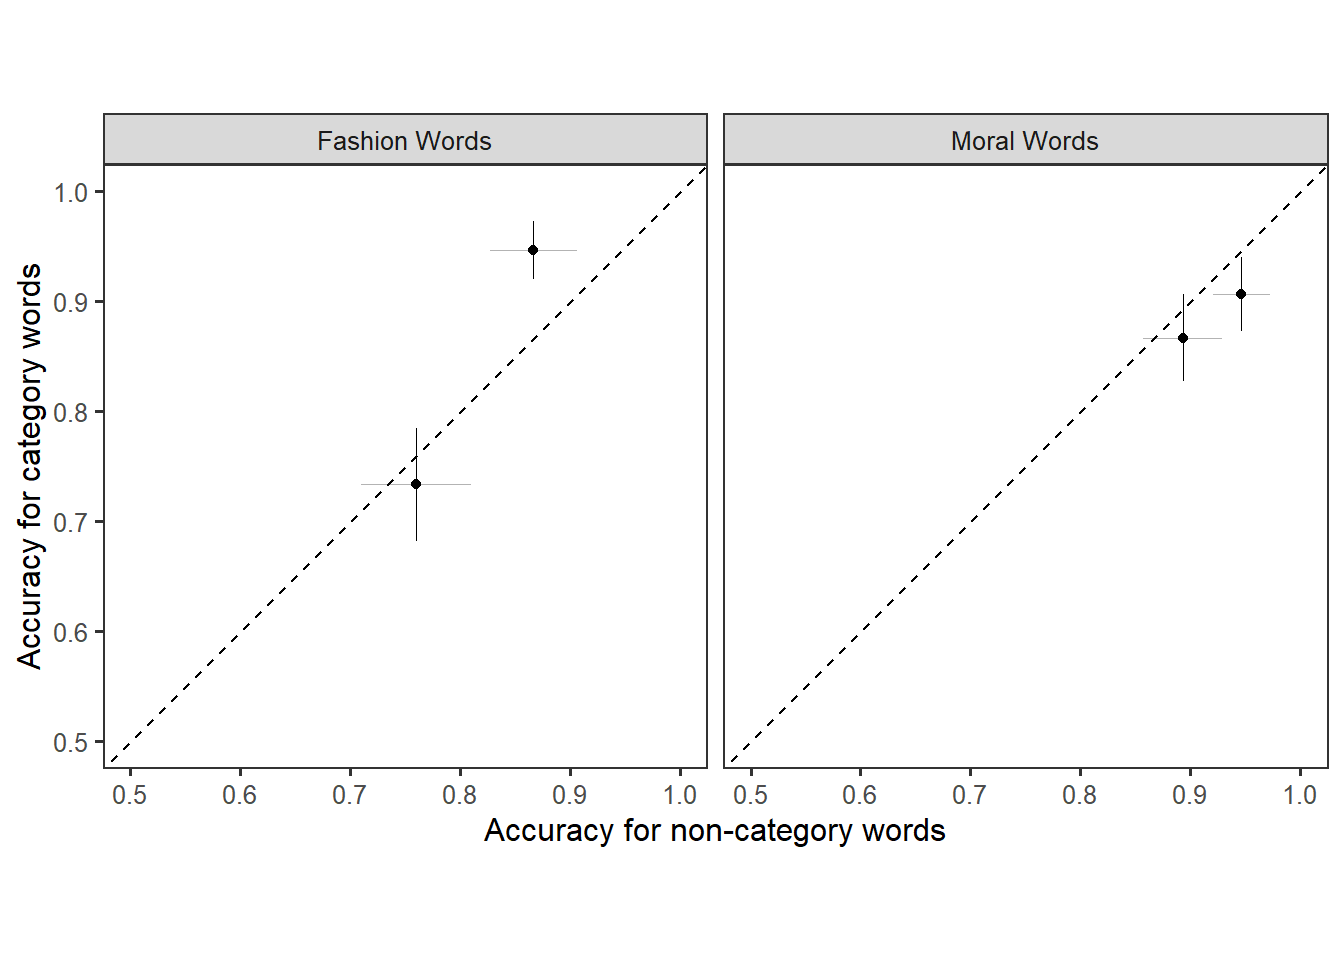 Fashion Words
Moral Words
Accuracy for category words
1.0
0.9
0.8
0.7
0.6
0.5
0.5 0.6 0.7 0.8 0.9 1.0
0.5 0.6 0.7 0.8 0.9 1.0
Accuracy for non-category words